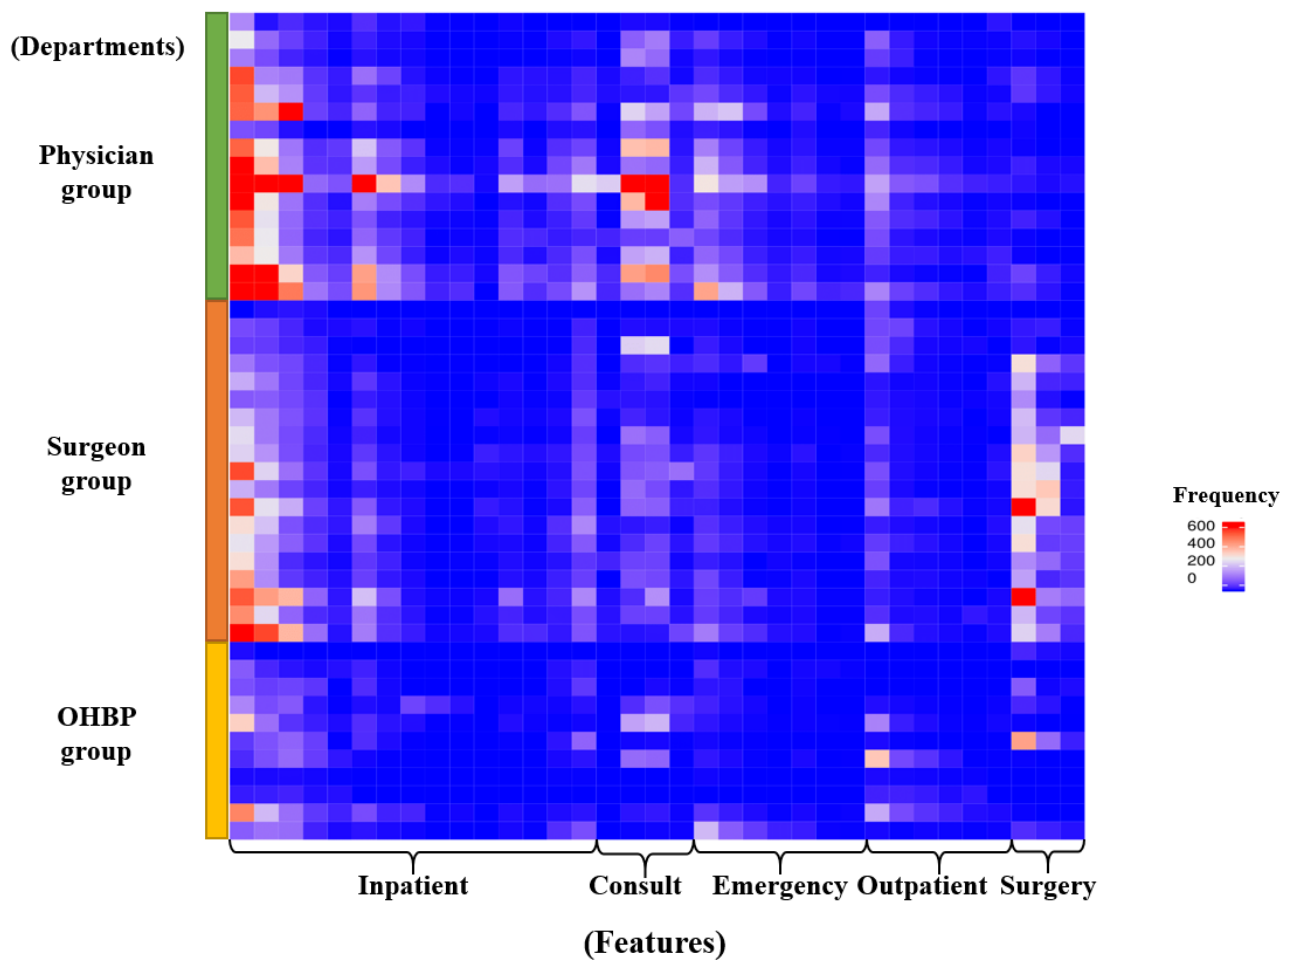 (Departments)
Physician
group
Surgeon
group
OHBP
group
Frequency
600
400
200
0
Inpatient
Consult
Emergency
Outpatient
Surgery
(Features)